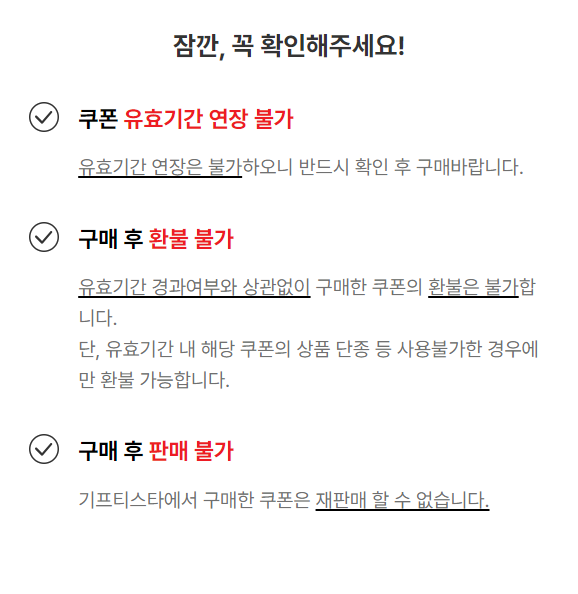 잠깐, 꼭 확인해주세요!
쿠폰 유효기간 연장 불가
유효기간 연장은 불가하오니 반드시 확인 후 구매바랍니다.
구매 후 환불 불가
유효기간 경과여부와 상관없이 구매한 쿠폰의 환불은 불가합
니다.
단, 유효기간 내 해당 쿠폰의 상품 단종 등 사용불가한 경우에
만 환불 가능합니다.
구매 후 판매 불가
기프티스타에서 구매한 쿠폰은 재판매 할 수 없습니다.